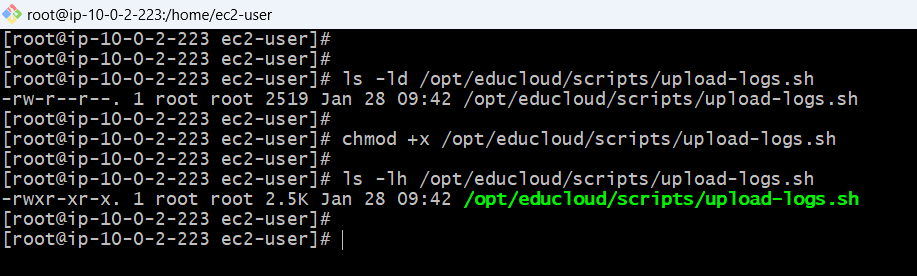 root@ip-10-0-2-223:/home/ec2-user
[root@ip-10-0-2-223 ec2-user]#
[root@ip-10-0-2-223 ec2-user]#
[root@ip-10-0-2-223 ec2-user]# ls -ld /opt/educloud/scripts/upload-logs.sh
-rw-r--r--. 1 root root 2519 Jan 28 09:42 /opt/educloud/scripts/upload-logs.sh
[root@ip-10-0-2-223 ec2-user]#
[root@ip-10-0-2-223 ec2-user]# chmod +x /opt/educloud/scripts/upload-logs.sh
[root@ip-10-0-2-223 ec2-user]#
[root@ip-10-0-2-223 ec2-user]# ls -lh /opt/educloud/scripts/upload-logs.sh
-rwxr-xr-x. 1 root root 2.5K Jan 28 09:42 /opt/educloud/scripts/upload-logs.sh
[root@ip-10-0-2-223 ec2-user]#
[root@ip-10-0-2-223 ec2-user]#